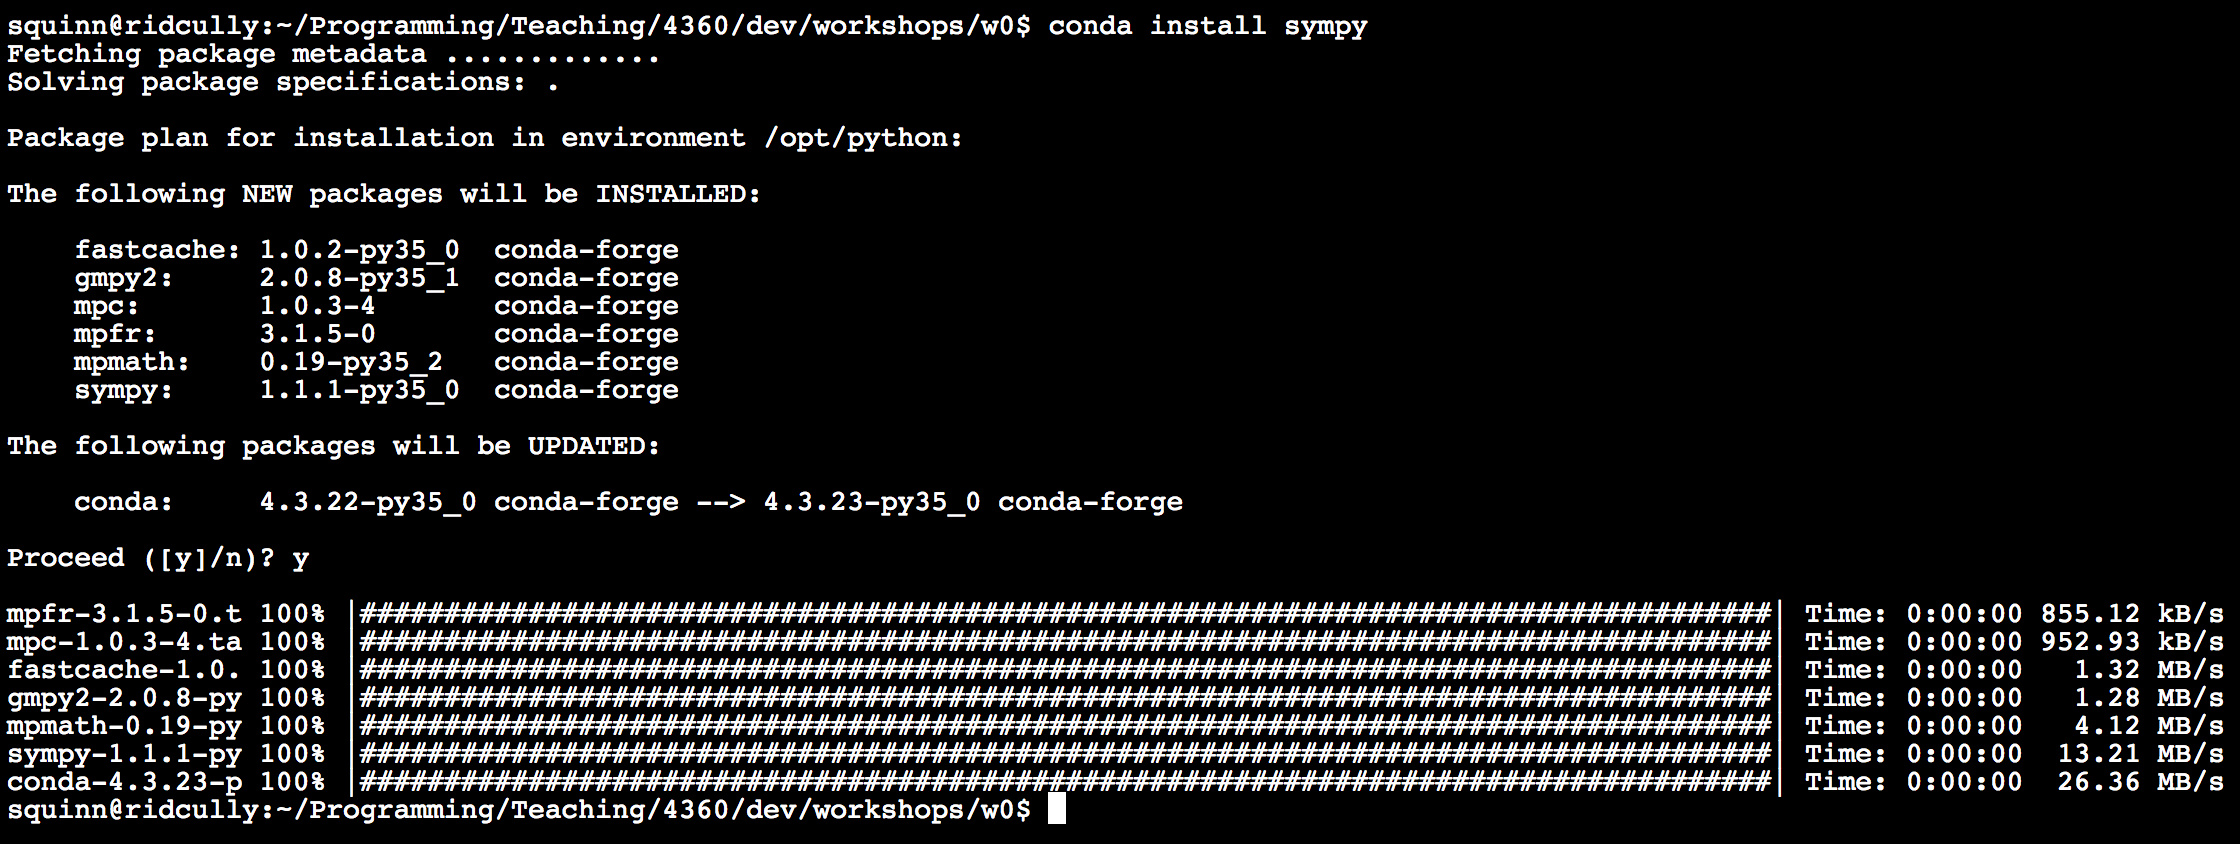 squinn@ridcully:~/Programming/Teaching/4360/dev/workshops/w0$ conda install sympy
Fetching package metadata .............
Solving package specifications: .

Package plan for installation in environment /opt/python:

The following NEW packages will be INSTALLED:

    fastcache: 1.0.2-py35_0  conda-forge
    gmpy2:     2.0.8-py35_1  conda-forge
    mpc:       1.0.3-4       conda-forge
    mpfr:      3.1.5-0       conda-forge
    mpmath:    0.19-py35_2   conda-forge
    sympy:     1.1.1-py35_0  conda-forge

The following packages will be UPDATED:

    conda:     4.3.22-py35_0 conda-forge --> 4.3.23-py35_0 conda-forge

Proceed ([y]/n)? y

mpfr-3.1.5-0.t 100% |####################################################################################| Time: 0:00:00 855.12 kB/s
mpc-1.0.3-4.ta 100% |####################################################################################| Time: 0:00:00 952.93 kB/s
fastcache-1.0. 100% |####################################################################################| Time: 0:00:00   1.32 MB/s
gmpy2-2.0.8-py 100% |####################################################################################| Time: 0:00:00   1.28 MB/s
mpmath-0.19-py 100% |####################################################################################| Time: 0:00:00   4.12 MB/s
sympy-1.1.1-py 100% |####################################################################################| Time: 0:00:00  13.21 MB/s
conda-4.3.23-p 100% |####################################################################################| Time: 0:00:00  26.36 MB/s
squinn@ridcully:~/Programming/Teaching/4360/dev/workshops/w0$